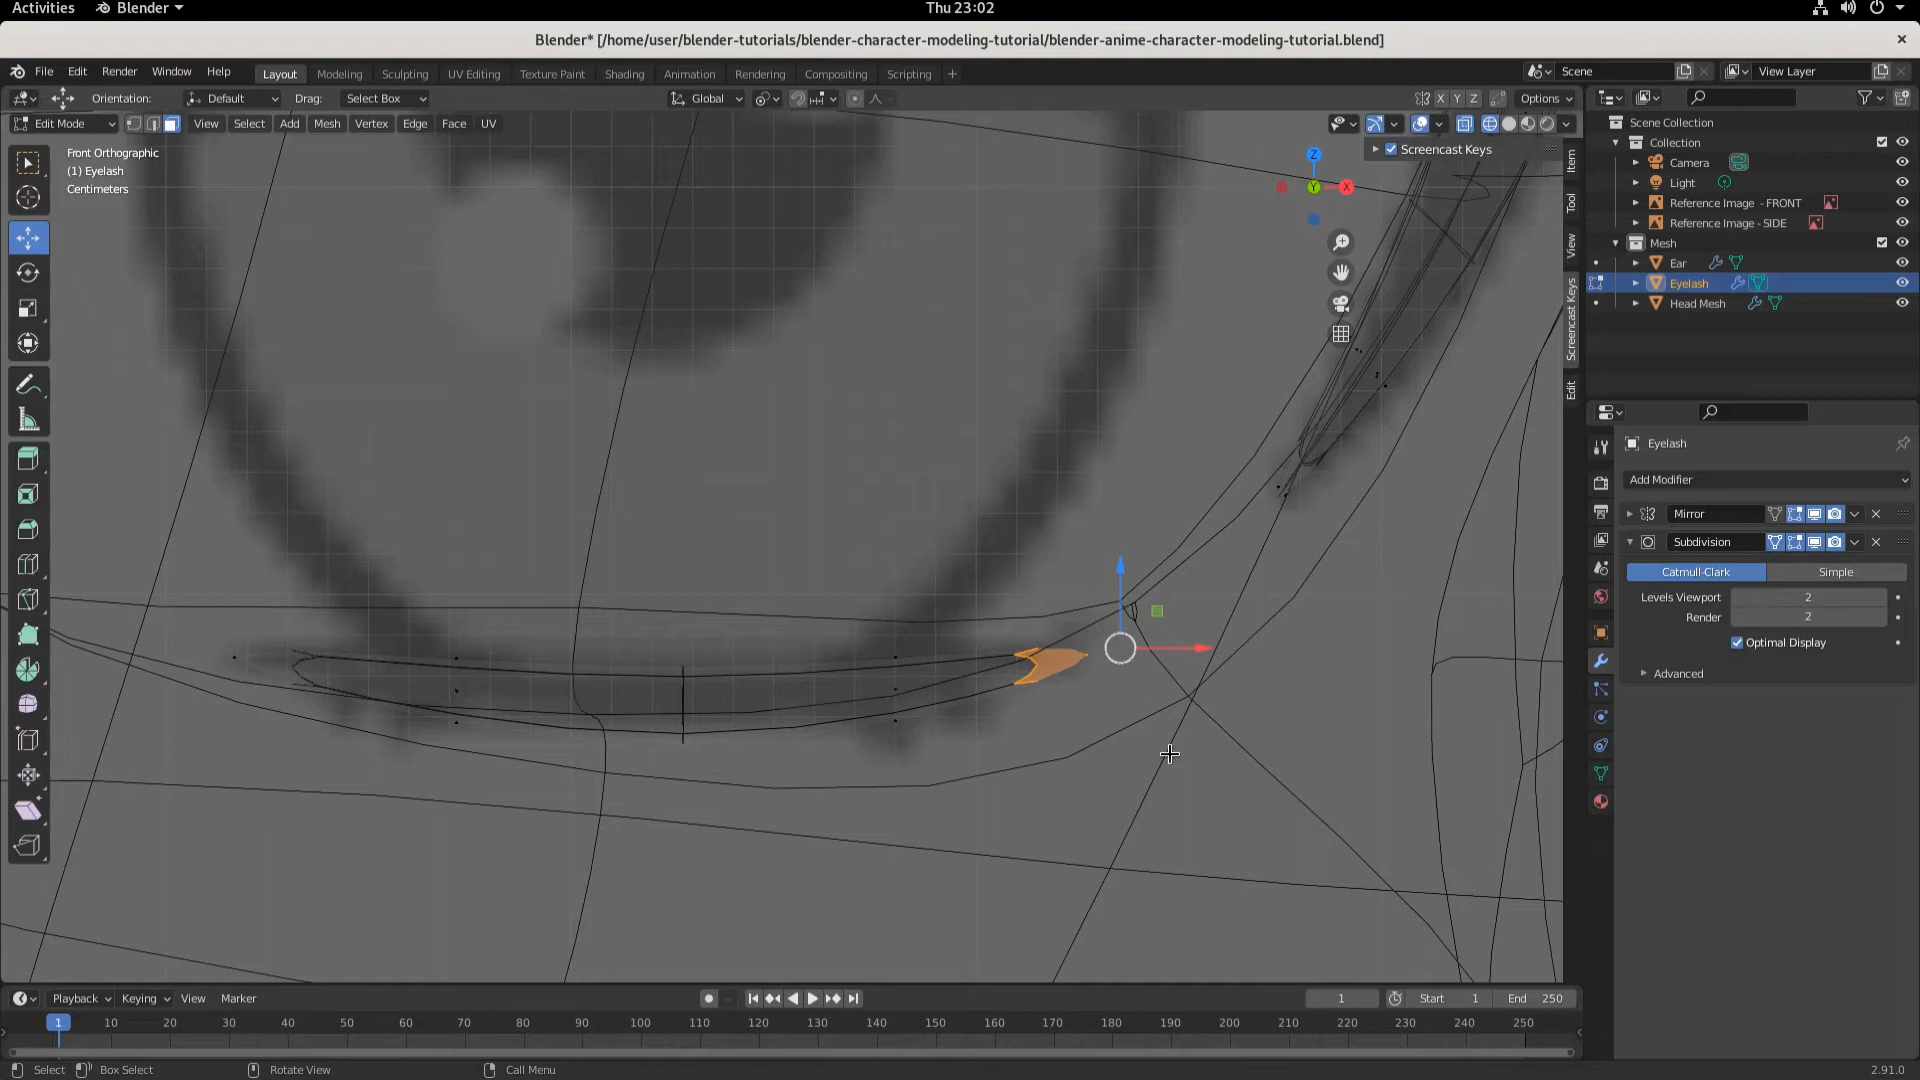 Activities Blender Thu 23:02
Blender* [/home/user/blender-tutorials/blender-character-modeling-tutorial/blender-anime-character-modeling-tutorial.blend]
File Edit Render Window Help Layout Modeling Sculpting UV Editing Texture Paint Shading Animation Rendering Compositing Scripting Scene View Layer
Orientation: Default Drag: Select Box Global X Y Z Options
Edit Mode View Select Add Mesh Vertex Edge Face UV
Front Orthographic
(1) Eyelash
Centimeters
Z
Y
X
Screencast Keys
Item
Tool
View
Screencast Keys
Edit
Scene Collection
Collection
Camera
Light
Reference Image - FRONT
Reference Image - SIDE
Mesh
Ear
Eyelash
Head Mesh
Eyelash
Add Modifier
Mirror
Subdivision
Catmull-Clark Simple
Levels Viewport 2
Render 2
Optimal Display
Advanced
Playback Keying View Marker 1 Start 1 End 250
1 10 20 30 40 50 60 70 80 90 100 110 120 130 140 150 160 170 180 190 200 210 220 230 240 250
Select Box Select Rotate View Call Menu 2.91.0